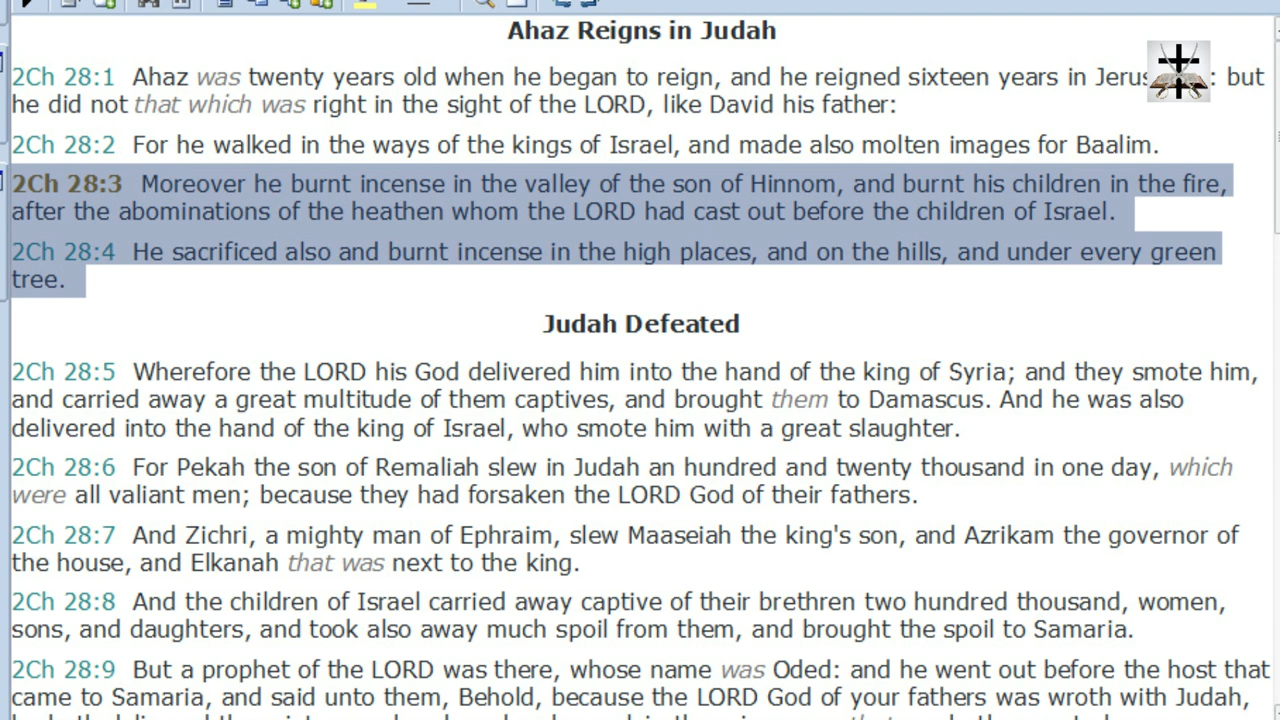 Ahaz Reigns in Judah
2Ch 28:1 Ahaz was twenty years old when he began to reign, and he reigned sixteen years in : but
he did not that which was right in the sight of the LORD, like David his father:
2Ch 28:2 For he walked in the ways of the kings of Israel, and made also molten images for Baalim.
2Ch 28:3 Moreover he burnt incense in the valley of the son of Hinnom, and burnt his children in the fire,
after the abominations of the heathen whom the LORD had cast out before the children of Israel.
2Ch 28:4 He sacrificed also and burnt incense in the high places, and on the hills, and under every green
tree.
Judah Defeated
2Ch 28:5 Wherefore the LORD his God delivered him into the hand of the king of Syria; and they smote him,
and carried away a great multitude of them captives, and brought them to Damascus. And he was also
delivered into the hand of the king of Israel, who smote him with a great slaughter.
2Ch 28:6 For Pekah the son of Remaliah slew in Judah an hundred and twenty thousand in one day, which
were all valiant men; because they had forsaken the LORD God of their fathers.
2Ch 28:7 And Zichri, a mighty man of Ephraim, slew Maaseiah the king's son, and Azrikam the governor of
the house, and Elkanah that was next to the king.
2Ch 28:8 And the children of Israel carried away captive of their brethren two hundred thousand, women,
sons, and daughters, and took also away much spoil from them, and brought the spoil to Samaria.
2Ch 28:9 But a prophet of the LORD was there, whose name was Oded: and he went out before the host that
came to Samaria, and said unto them, Behold, because the LORD God of your fathers was wroth with Judah,